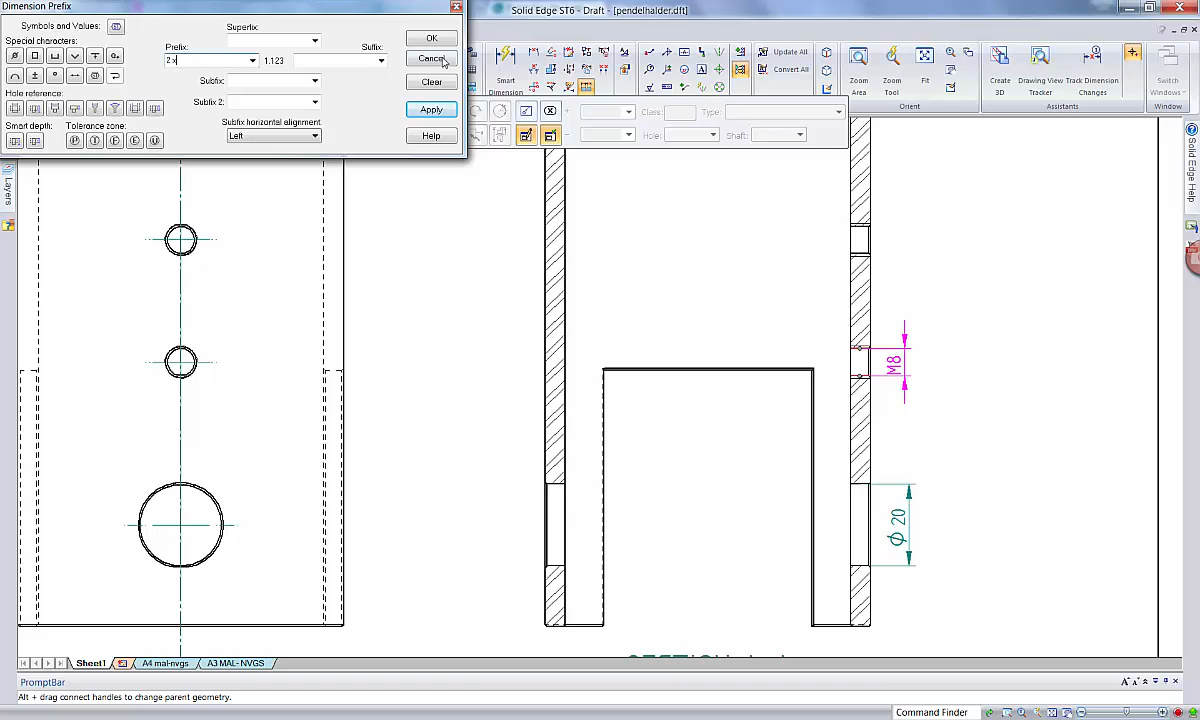 Dimension Prefix
Solid Edge ST6 - Draft - [pendelhalder.dft]
Symbols and Values:
Special characters:
Hole reference:
Smart depth:
Tolerance zone:
Superfix:
Prefix:
2 x
1.123
Suffix:
Subfix:
Subfix 2:
Subfix horizontal alignment
Left
OK
Cancel
Clear
Apply
Help
Smart
Dimension
Update All
Convert All
Zoom
Area
Zoom
Tool
Fit
Orient
Create
3D
Drawing View
Tracker
Track Dimension
Changes
Assistants
Switch
Windows
Window
Class:
Type:
Hole:
Shaft:
Layers
Solid Edge Help
M8
ϕ 20
Sheet1
A4 mal-nvgs
A3 MAL- NVGS
PromptBar
Alt + drag connect handles to change parent geometry.
Command Finder